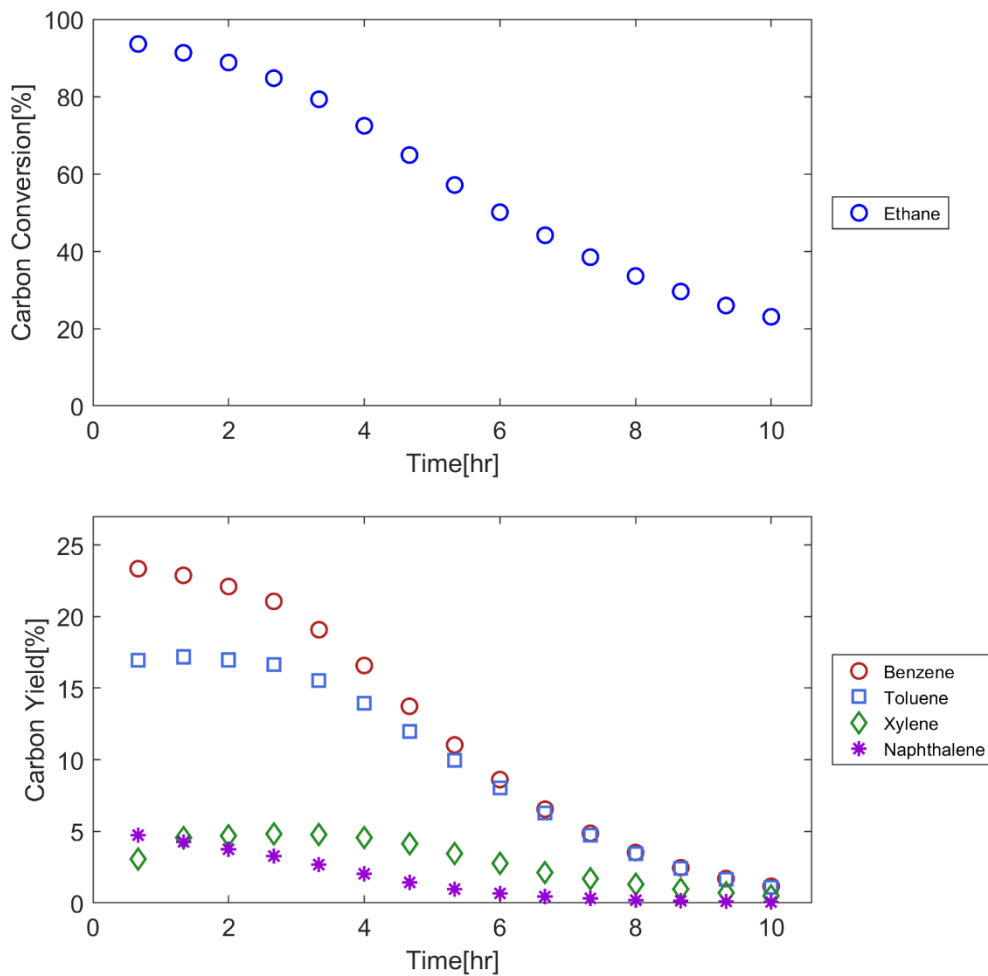 Carbon Conversion[%]
100
80
60
40
20
0
0 2 4 6 8 10
Time[hr]
Ethane
Carbon Yield[%]
25
20
15
10
5
0
0 2 4 6 8 10
Time[hr]
Benzene
Toluene
Xylene
Naphthalene